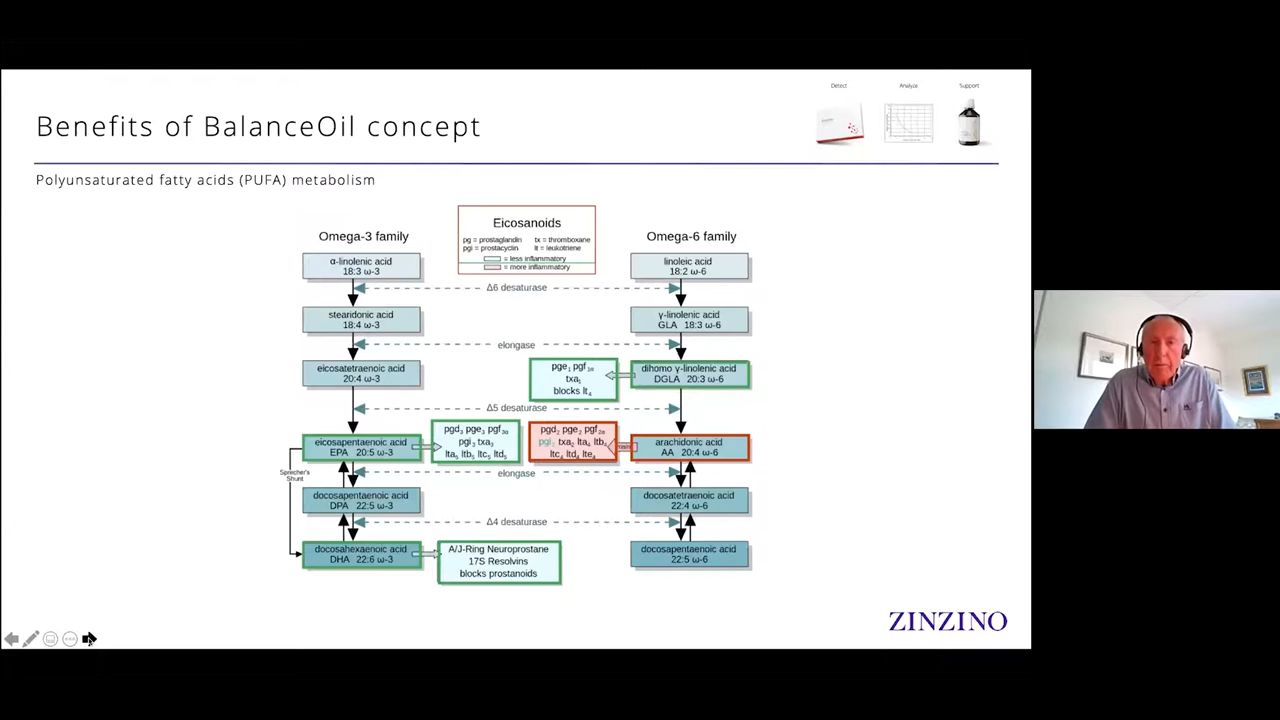 Detect Analyze Support
Benefits of BalanceOil concept
Polyunsaturated fatty acids (PUFA) metabolism
Eicosanoids
pg = prostaglandin tx = thromboxane
pgi = prostacyclin lt = leukotriene
= less inflammatory
= more inflammatory
Omega-3 family
Omega-6 family
α-linolenic acid
18:3 ω-3
linoleic acid
18:2 ω-6
Δ6 desaturase
stearidonic acid
18:4 ω-3
γ-linolenic acid
GLA 18:3 ω-6
elongase
eicosatetraenoic acid
20:4 ω-3
pge₁ pgf₁α
txa₁
blocks lt₄
dihomo γ-linolenic acid
DGLA 20:3 ω-6
Δ5 desaturase
eicosapentaenoic acid
EPA 20:5 ω-3
pgd₃ pge₃ pgf₃α
pgi₃ txa₃
lta₅ ltb₅ ltc₅ ltd₅
pgd₂ pge₂ pgf₂α
pgi₂ txa₂ lta₄ ltb₄
ltc₄ ltd₄ lte₄
arachidonic acid
AA 20:4 ω-6
Sprecher's
Shunt
elongase
docosapentaenoic acid
DPA 22:5 ω-3
docosatetraenoic acid
22:4 ω-6
Δ4 desaturase
docosahexaenoic acid
DHA 22:6 ω-3
A/J-Ring Neuroprostane
17S Resolvins
blocks prostanoids
docosapentaenoic acid
22:5 ω-6
ZINZINO